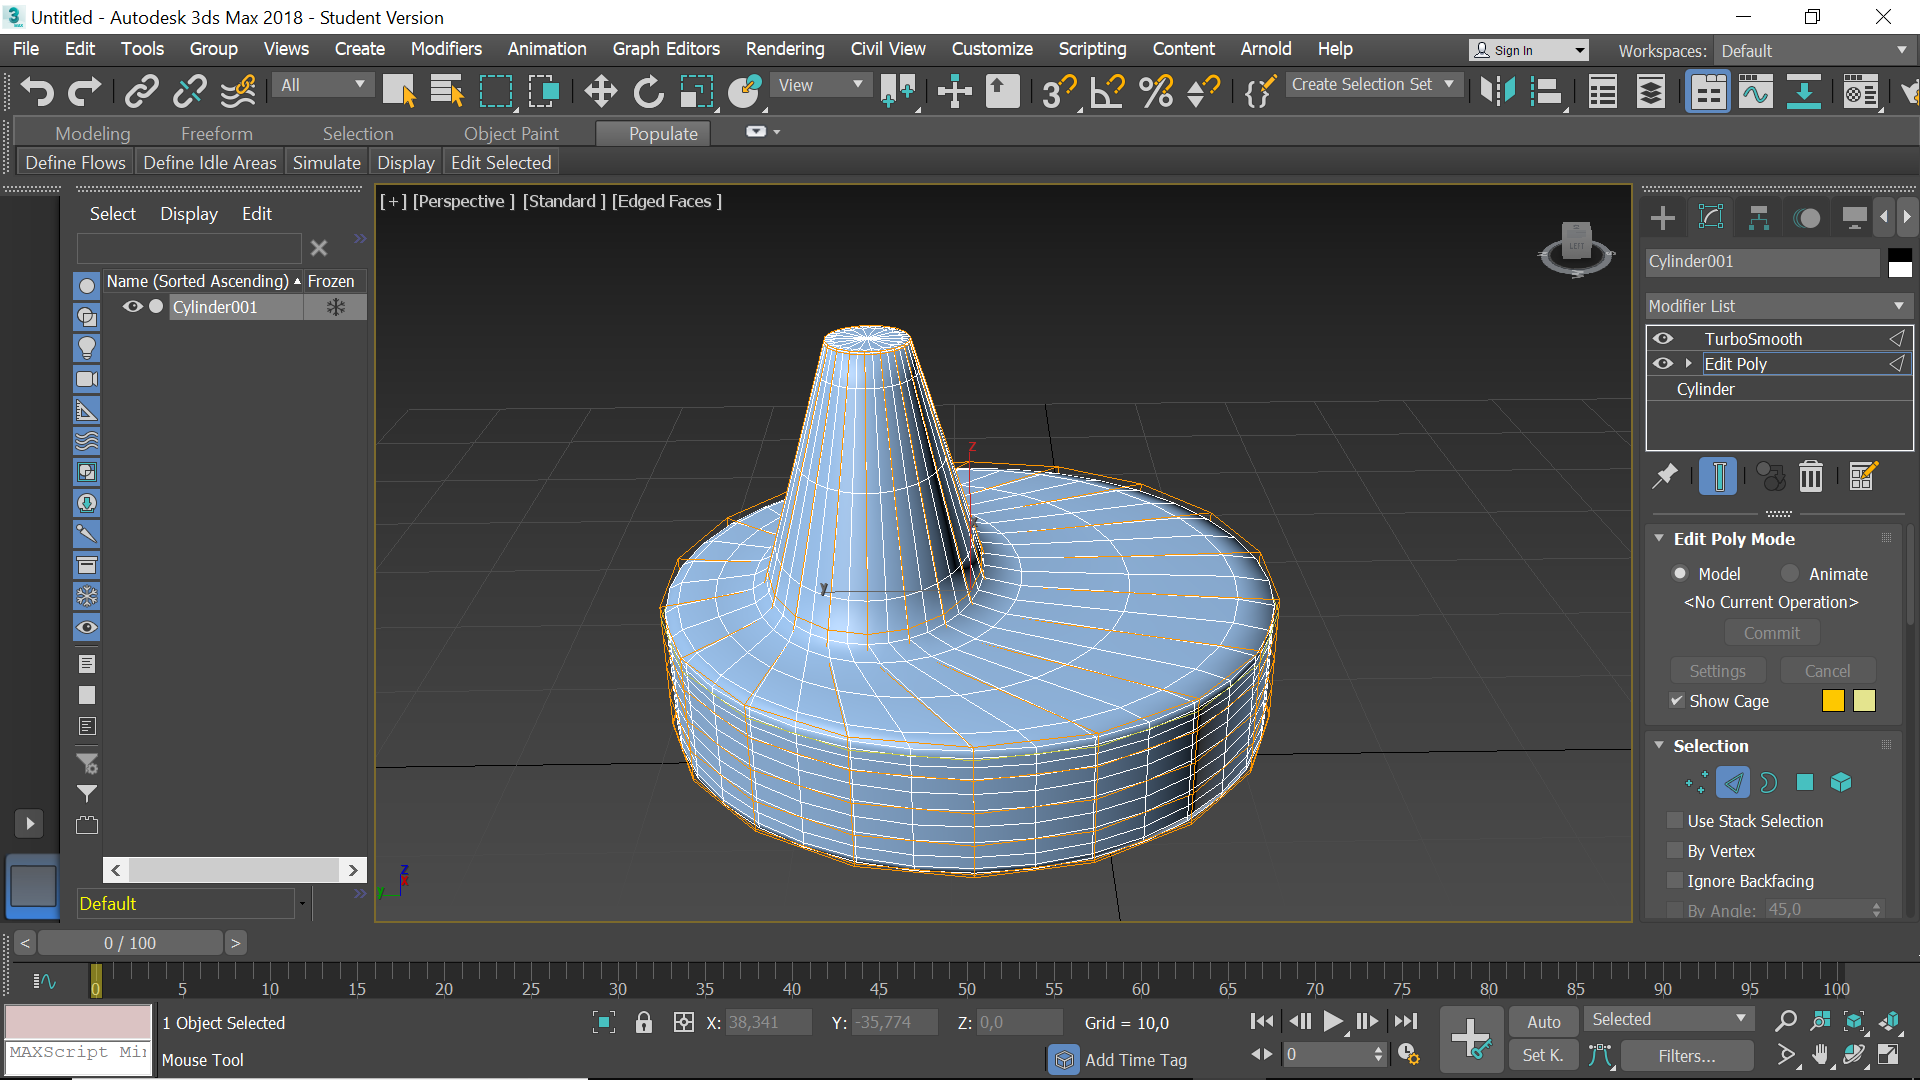 Untitled - Autodesk 3ds Max 2018 - Student Version
File Edit Tools Group Views Create Modifiers Animation Graph Editors Rendering Civil View Customize Scripting Content Arnold Help
Sign In
Workspaces: Default
All
View
Create Selection Set
Modeling Freeform Selection Object Paint Populate
Define Flows Define Idle Areas Simulate Display Edit Selected
Select Display Edit
Name (Sorted Ascending) Frozen
Cylinder001
Default
[ + ] [Perspective ] [Standard ] [Edged Faces ]
LEFT
z
y
z
x
y
Cylinder001
Modifier List
TurboSmooth
Edit Poly
Cylinder
Edit Poly Mode
Model Animate
<No Current Operation>
Commit
Settings Cancel
Show Cage
Selection
Use Stack Selection
By Vertex
Ignore Backfacing
By Angle: 45,0
< 0 / 100 >
0 5 10 15 20 25 30 35 40 45 50 55 60 65 70 75 80 85 90 95 100
1 Object Selected
X: 38,341 Y: -35,774 Z: 0,0 Grid = 10,0
Auto Selected
MAXScript Mi
Mouse Tool
Add Time Tag
0
Set K. Filters...